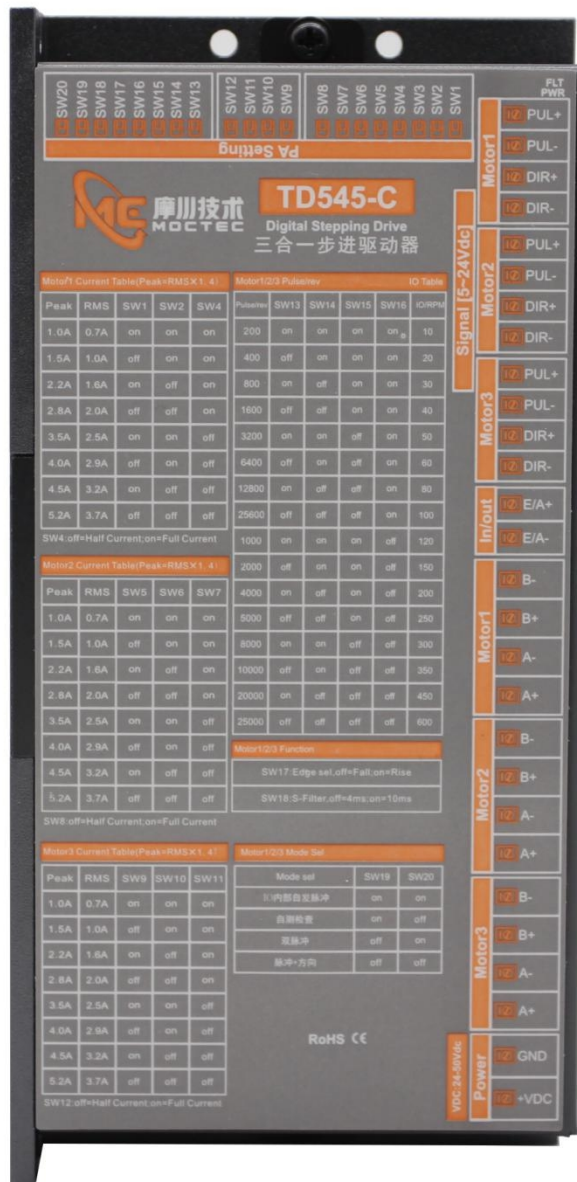 SW20 SW19 SW18 SW17 SW16 SW15 SW14 SW13 SW12 SW11 SW10 SW9 SW8 SW7 SW6 SW5 SW4 SW3 SW2 SW1
PA Setting
摩川技术
MOCTEC
TD545-C
Digital Stepping Drive
三合一步进驱动器
Motor1 Current Table(Peak=RMS×1.4)
Peak RMS SW1 SW2 SW4
1.0A 0.7A on on on
1.5A 1.0A off on on
2.2A 1.6A on off on
2.8A 2.0A off off on
3.5A 2.5A on on off
4.0A 2.9A off on off
4.5A 3.2A on off off
5.2A 3.7A off off off
SW4:off=Half Current;on=Full Current
Motor2 Current Table(Peak=RMS×1.4)
Peak RMS SW5 SW6 SW7
1.0A 0.7A on on on
1.5A 1.0A off on on
2.2A 1.6A on off on
2.8A 2.0A off off on
3.5A 2.5A on on off
4.0A 2.9A off on off
4.5A 3.2A on off off
5.2A 3.7A off off off
SW8:off=Half Current;on=Full Current
Motor3 Current Table(Peak=RMS×1.4)
Peak RMS SW9 SW10 SW11
1.0A 0.7A on on on
1.5A 1.0A off on on
2.2A 1.6A on off on
2.8A 2.0A off off on
3.5A 2.5A on on off
4.0A 2.9A off on off
4.5A 3.2A on off off
5.2A 3.7A off off off
SW12:off=Half Current;on=Full Current
Motor1/2/3 Pulse/rev IO Table
Pulse/rev SW13 SW14 SW15 SW16 IO/RPM
200 on on on on 10
400 off on on on 20
800 on off on on 30
1600 off off on on 40
3200 on on off on 50
6400 off on off on 60
12800 on off off on 80
25600 off off off on 100
1000 on on on off 120
2000 off on on off 150
4000 on off on off 200
5000 off off on off 250
8000 on on off off 300
10000 off on off off 350
20000 on off off off 450
25000 off off off off 600
Motor1/2/3 Function
SW17:Edge sel,off=Fall;on=Rise
SW18:S-Filter,off=4ms;on=10ms
Motor1/2/3 Mode Sel
Mode sel SW19 SW20
IO内部自发脉冲 on on
自测检查 on off
双脉冲 off on
脉冲+方向 off off
RoHS CE
FLT
PWR
Signal [5~24Vdc]
Motor1
PUL+
PUL-
DIR+
DIR-
Motor2
PUL+
PUL-
DIR+
DIR-
Motor3
PUL+
PUL-
DIR+
DIR-
In/out
E/A+
E/A-
Motor1
B-
B+
A-
A+
Motor2
B-
B+
A-
A+
Motor3
B-
B+
A-
A+
VDC:24-50Vdc
Power
GND
+VDC